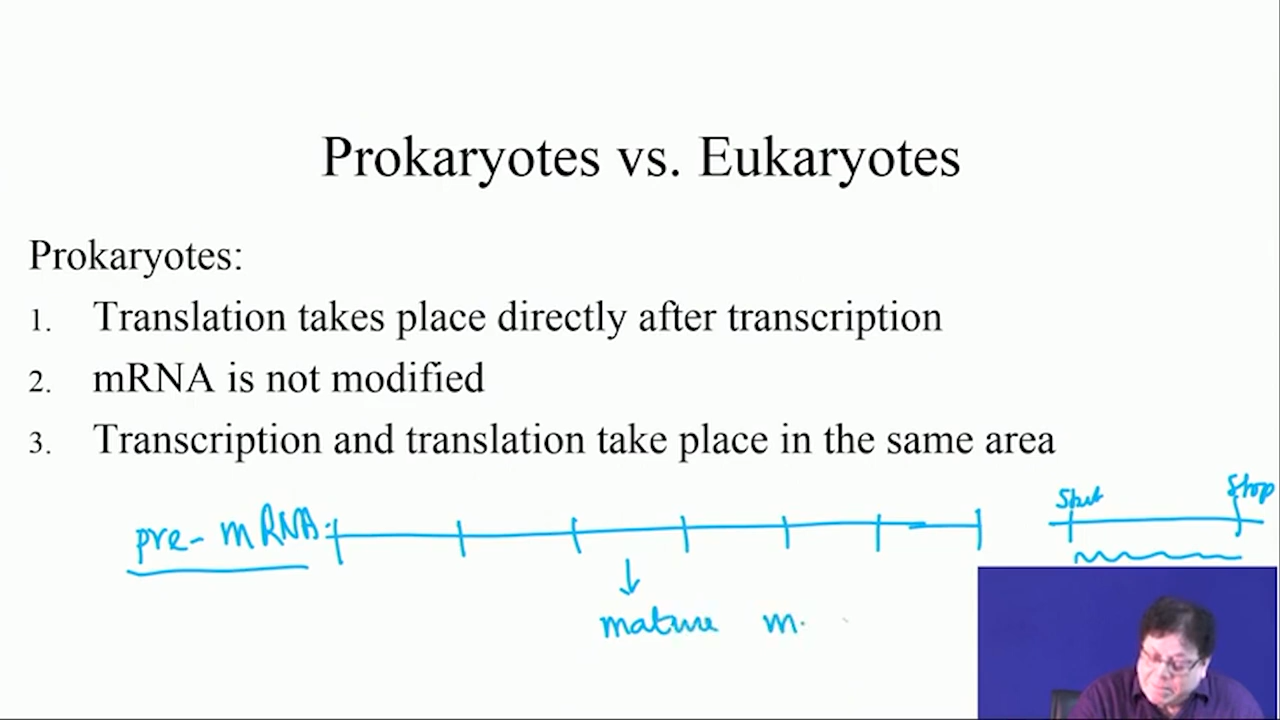 Prokaryotes vs. Eukaryotes
Prokaryotes:
1. Translation takes place directly after transcription
2. mRNA is not modified
3. Transcription and translation take place in the same area
Start Stop
pre-mRNA:
mature m